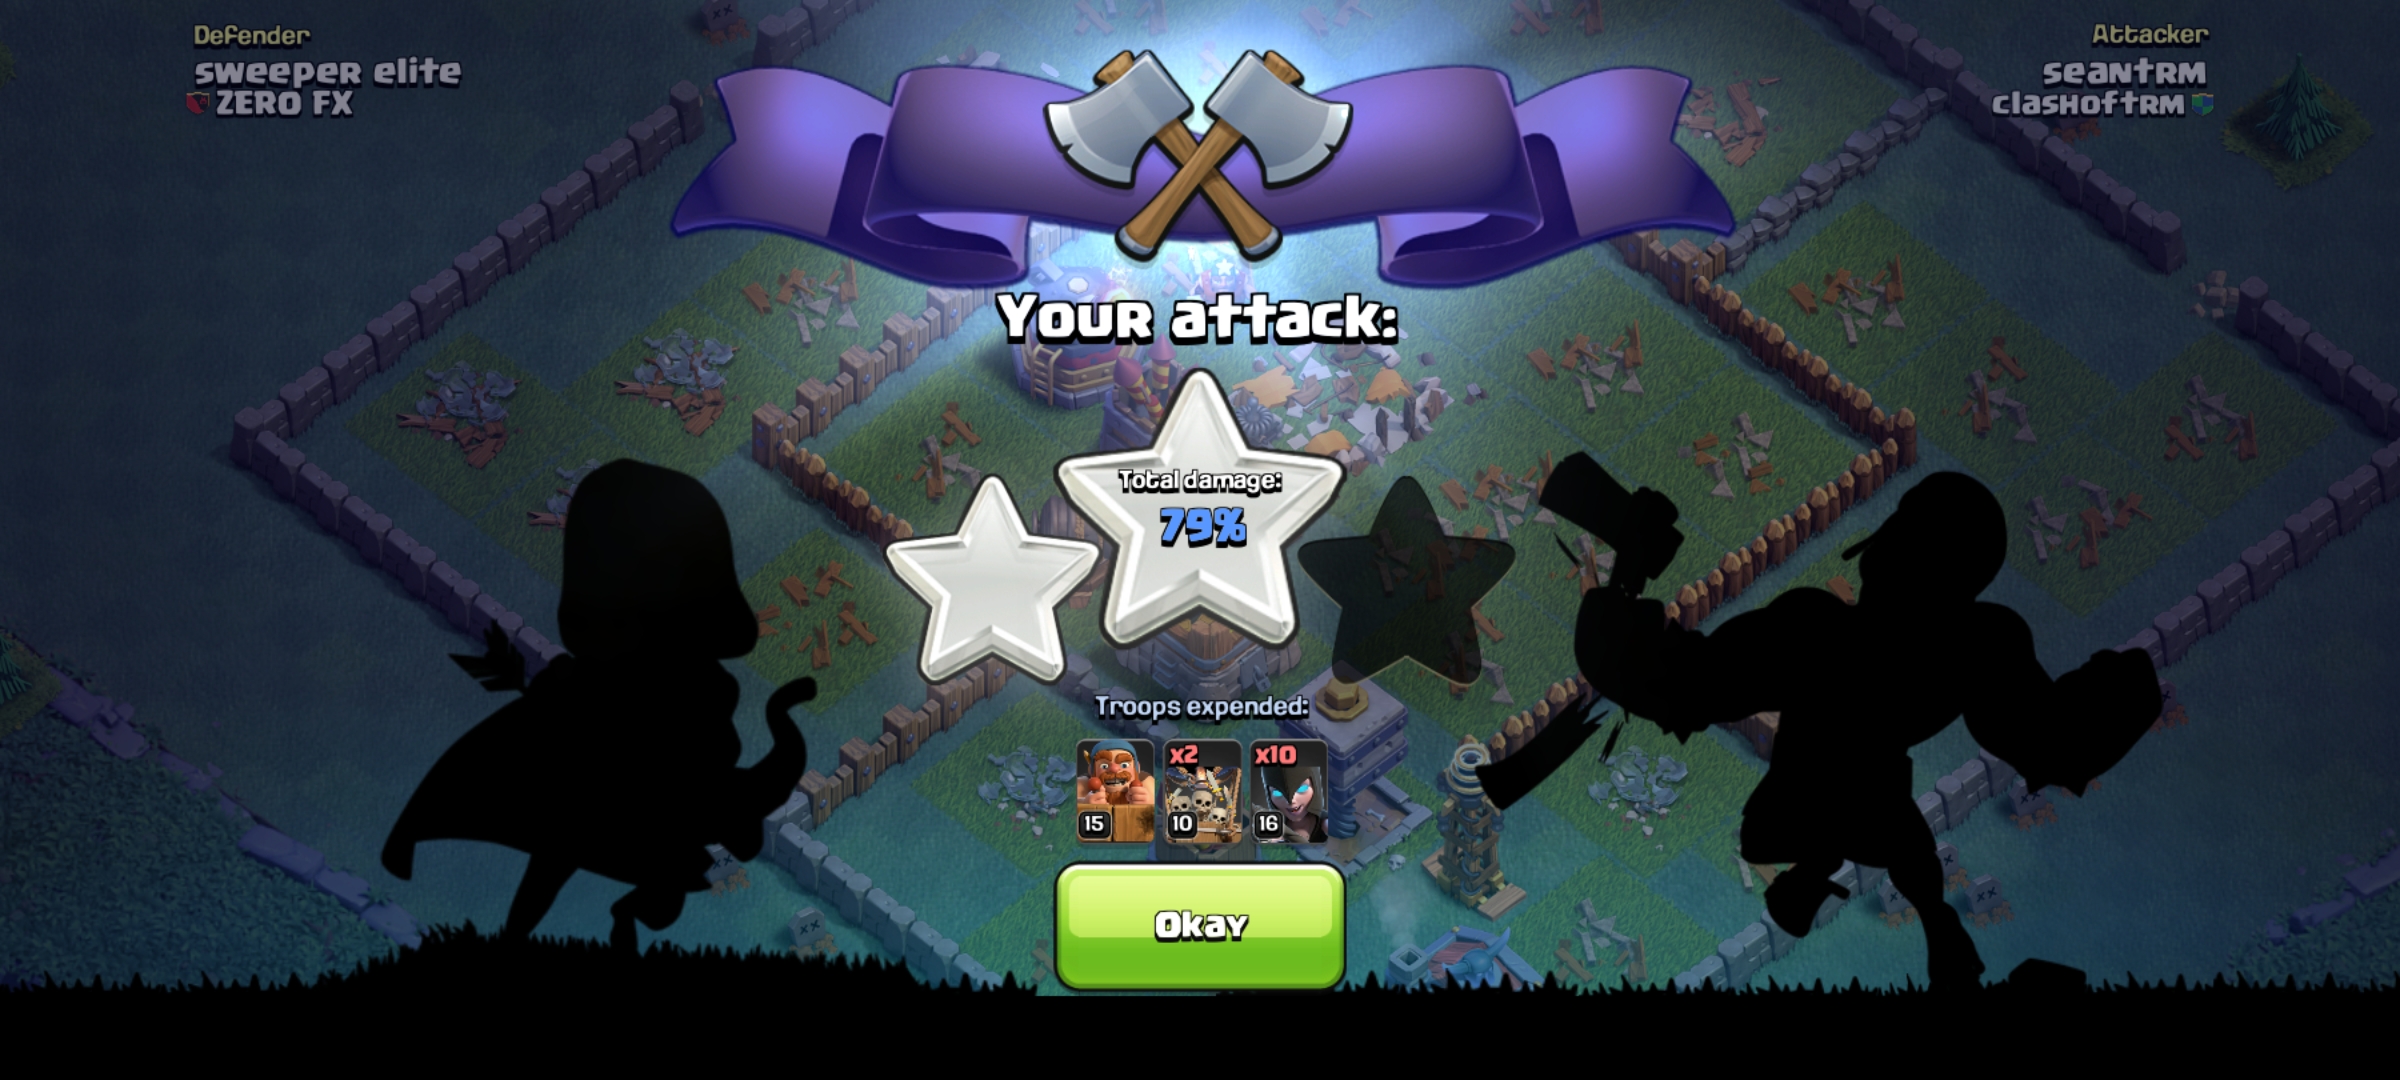 Defender
sweeper elite
ZERO FX
Attacker
seantRM
clashoftRM
Your attack:
Total damage:
79%
Troops expended:
x2
x10
15
10
16
Okay